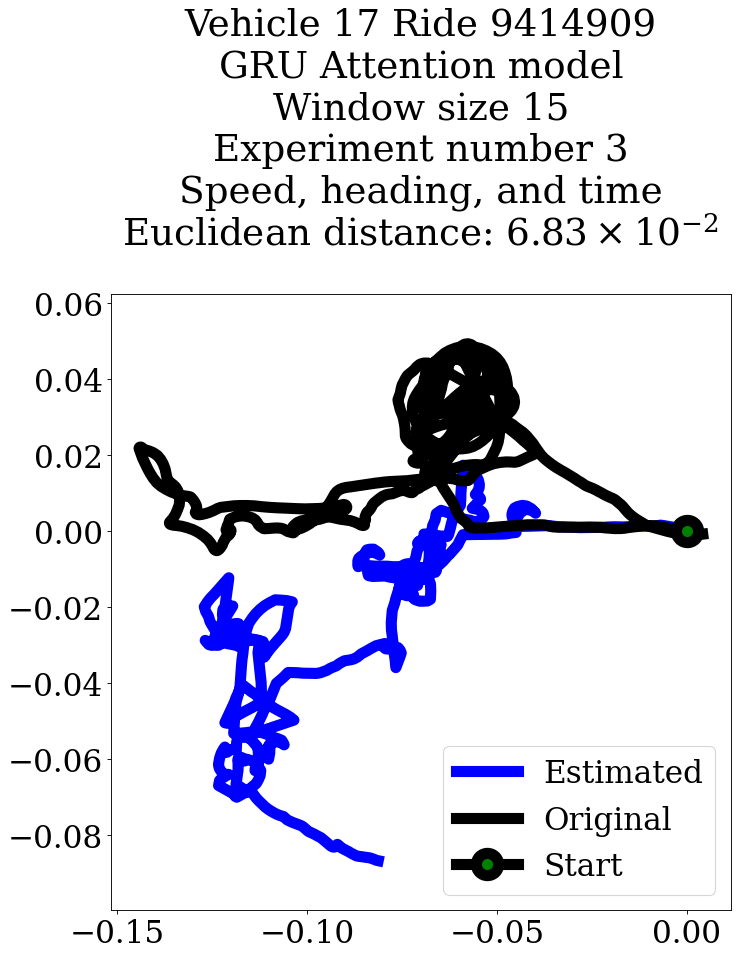 Vehicle 17 Ride 9414909
GRU Attention model
Window size 15
Experiment number 3
Speed, heading, and time
Euclidean distance: 6.83 × 10⁻²
0.06
0.04
0.02
0.00
−0.02
−0.04
−0.06
−0.08
Estimated
Original
Start
−0.15
−0.10
−0.05
0.00